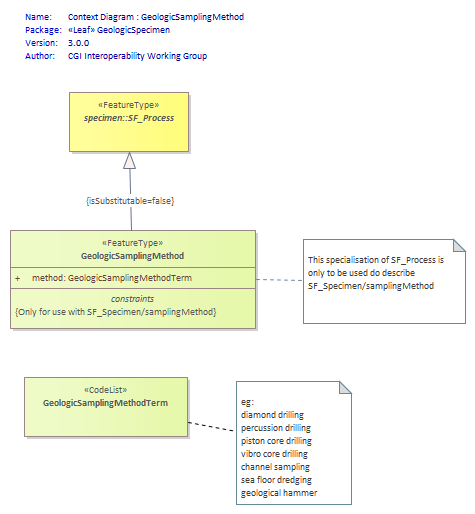 Name: Context Diagram : GeologicSamplingMethod
Package: «Leaf» GeologicSpecimen
Version: 3.0.0
Author: CGI Interoperability Working Group
«FeatureType»
specimen::SF_Process
{isSubstitutable=false}
«FeatureType»
GeologicSamplingMethod
+ method: GeologicSamplingMethodTerm
constraints
{Only for use with SF_Specimen/samplingMethod}
This specialisation of SF_Process is
only to be used do describe
SF_Specimen/samplingMethod
«CodeList»
GeologicSamplingMethodTerm
eg:
diamond drilling
percussion drilling
piston core drilling
vibro core drilling
channel sampling
sea floor dredging
geological hammer